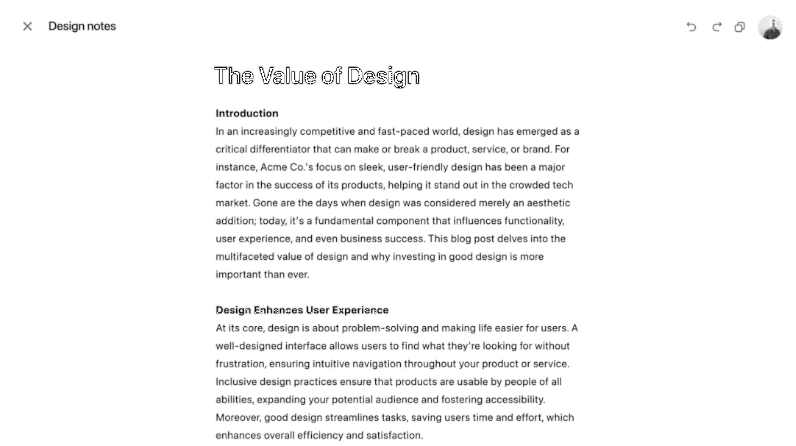 Design notes
The Value of Design
Introduction
In an increasingly competitive and fast-paced world, design has emerged as a
critical differentiator that can make or break a product, service, or brand. For
instance, Acme Co.'s focus on sleek, user-friendly design has been a major
factor in the success of its products, helping it stand out in the crowded tech
market. Gone are the days when design was considered merely an aesthetic
addition; today, it's a fundamental component that influences functionality,
user experience, and even business success. This blog post delves into the
multifaceted value of design and why investing in good design is more
important than ever.
Design Enhances User Experience
At its core, design is about problem-solving and making life easier for users. A
well-designed interface allows users to find what they're looking for without
frustration, ensuring intuitive navigation throughout your product or service.
Inclusive design practices ensure that products are usable by people of all
abilities, expanding your potential audience and fostering accessibility.
Moreover, good design streamlines tasks, saving users time and effort, which
enhances overall efficiency and satisfaction.